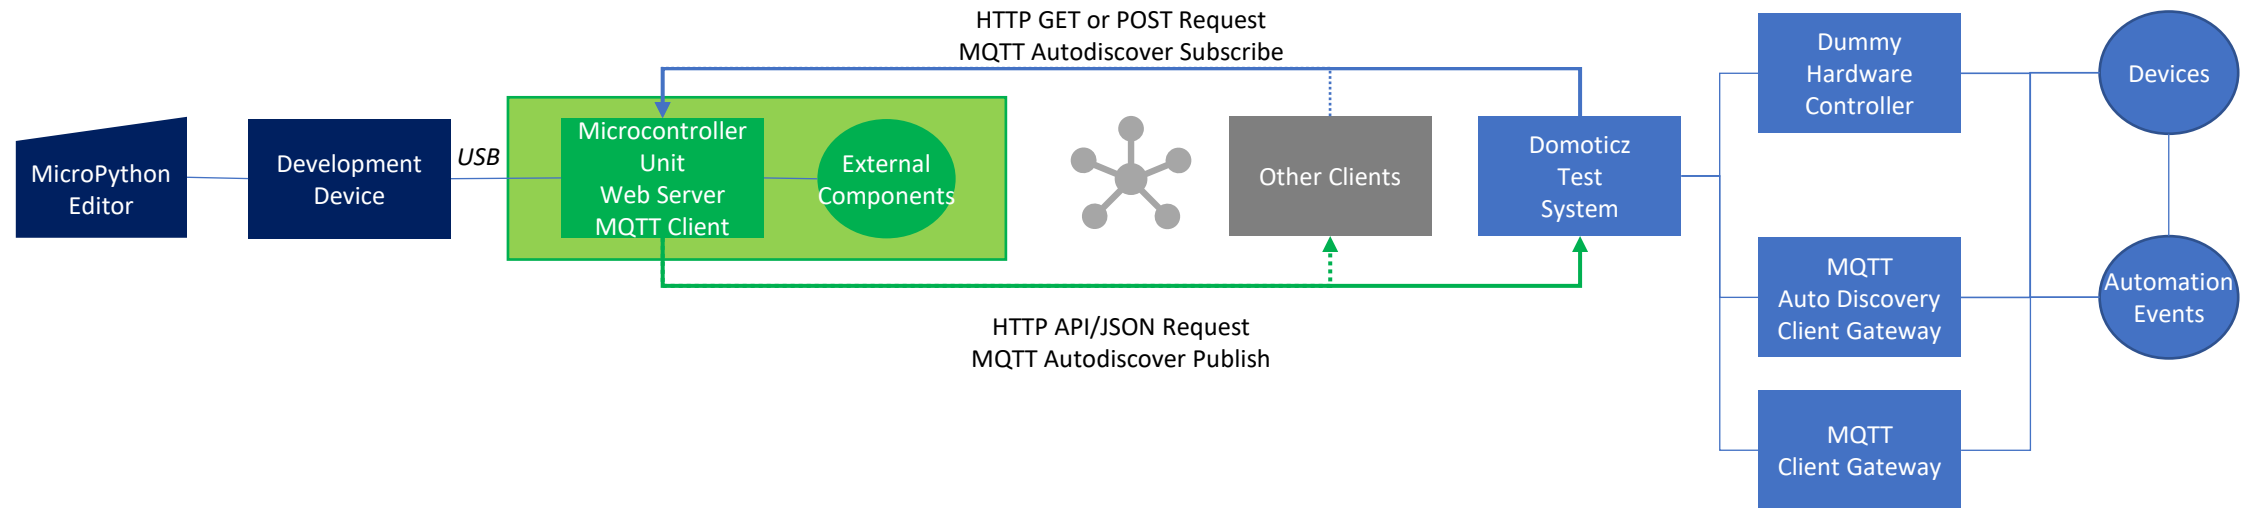 HTTP GET or POST Request
MQTT Autodiscover Subscribe
MicroPython
Editor
Development
Device
USB
Microcontroller
Unit
Web Server
MQTT Client
External
Components
Other Clients
Domoticz
Test
System
Dummy
Hardware
Controller
Devices
MQTT
Auto Discovery
Client Gateway
Automation
Events
MQTT
Client Gateway
HTTP API/JSON Request
MQTT Autodiscover Publish